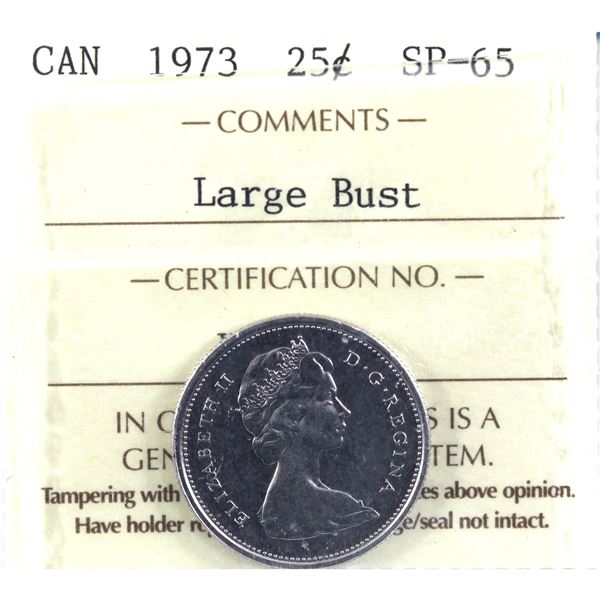 CAN 1973 25¢ SP-65
— COMMENTS —
Large Bust
— CERTIFICATION NO. —
IN S IS A
GEN TEM.
Tampering with es above opinion.
Have holder re e/seal not intact.
ELIZABETH II D·G·REGINA